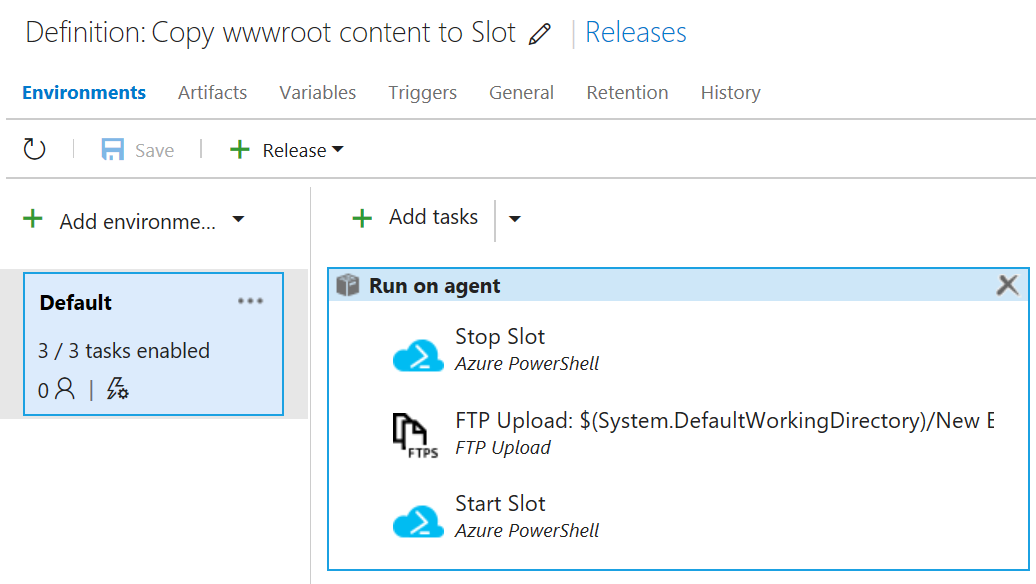 Definition: Copy wwwroot content to Slot | Releases
Environments Artifacts Variables Triggers General Retention History
Save Release
Add environme... Add tasks
Run on agent
Default
Stop Slot
3 / 3 tasks enabled
Azure PowerShell
0
FTP Upload: $(System.DefaultWorkingDirectory)/New E
FTPS
FTP Upload
Start Slot
Azure PowerShell